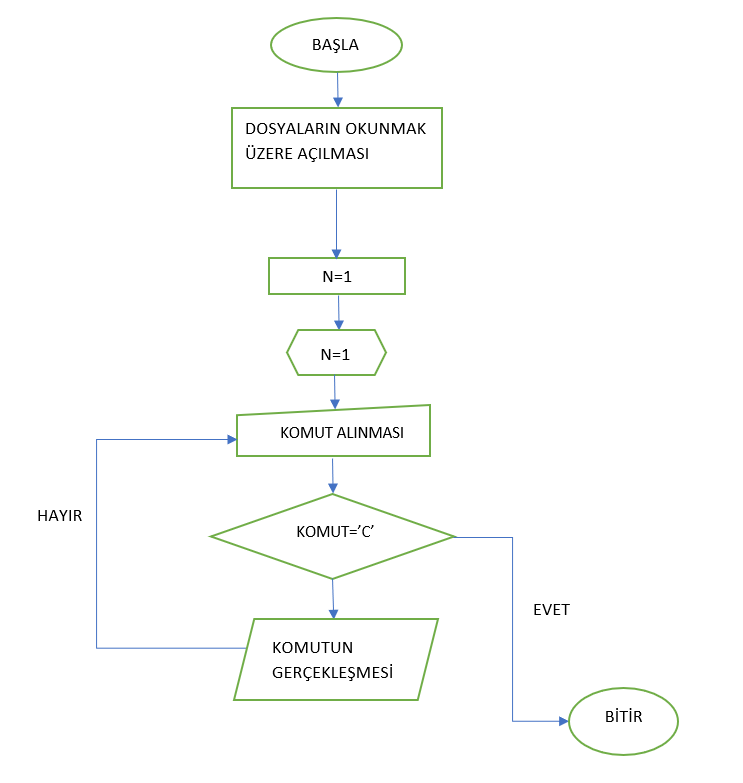 BAŞLA
DOSYALARIN OKUNMAK
ÜZERE AÇILMASI
N=1
N=1
KOMUT ALINMASI
HAYIR
KOMUT=’C’
EVET
KOMUTUN
GERÇEKLEŞMESİ
BİTİR